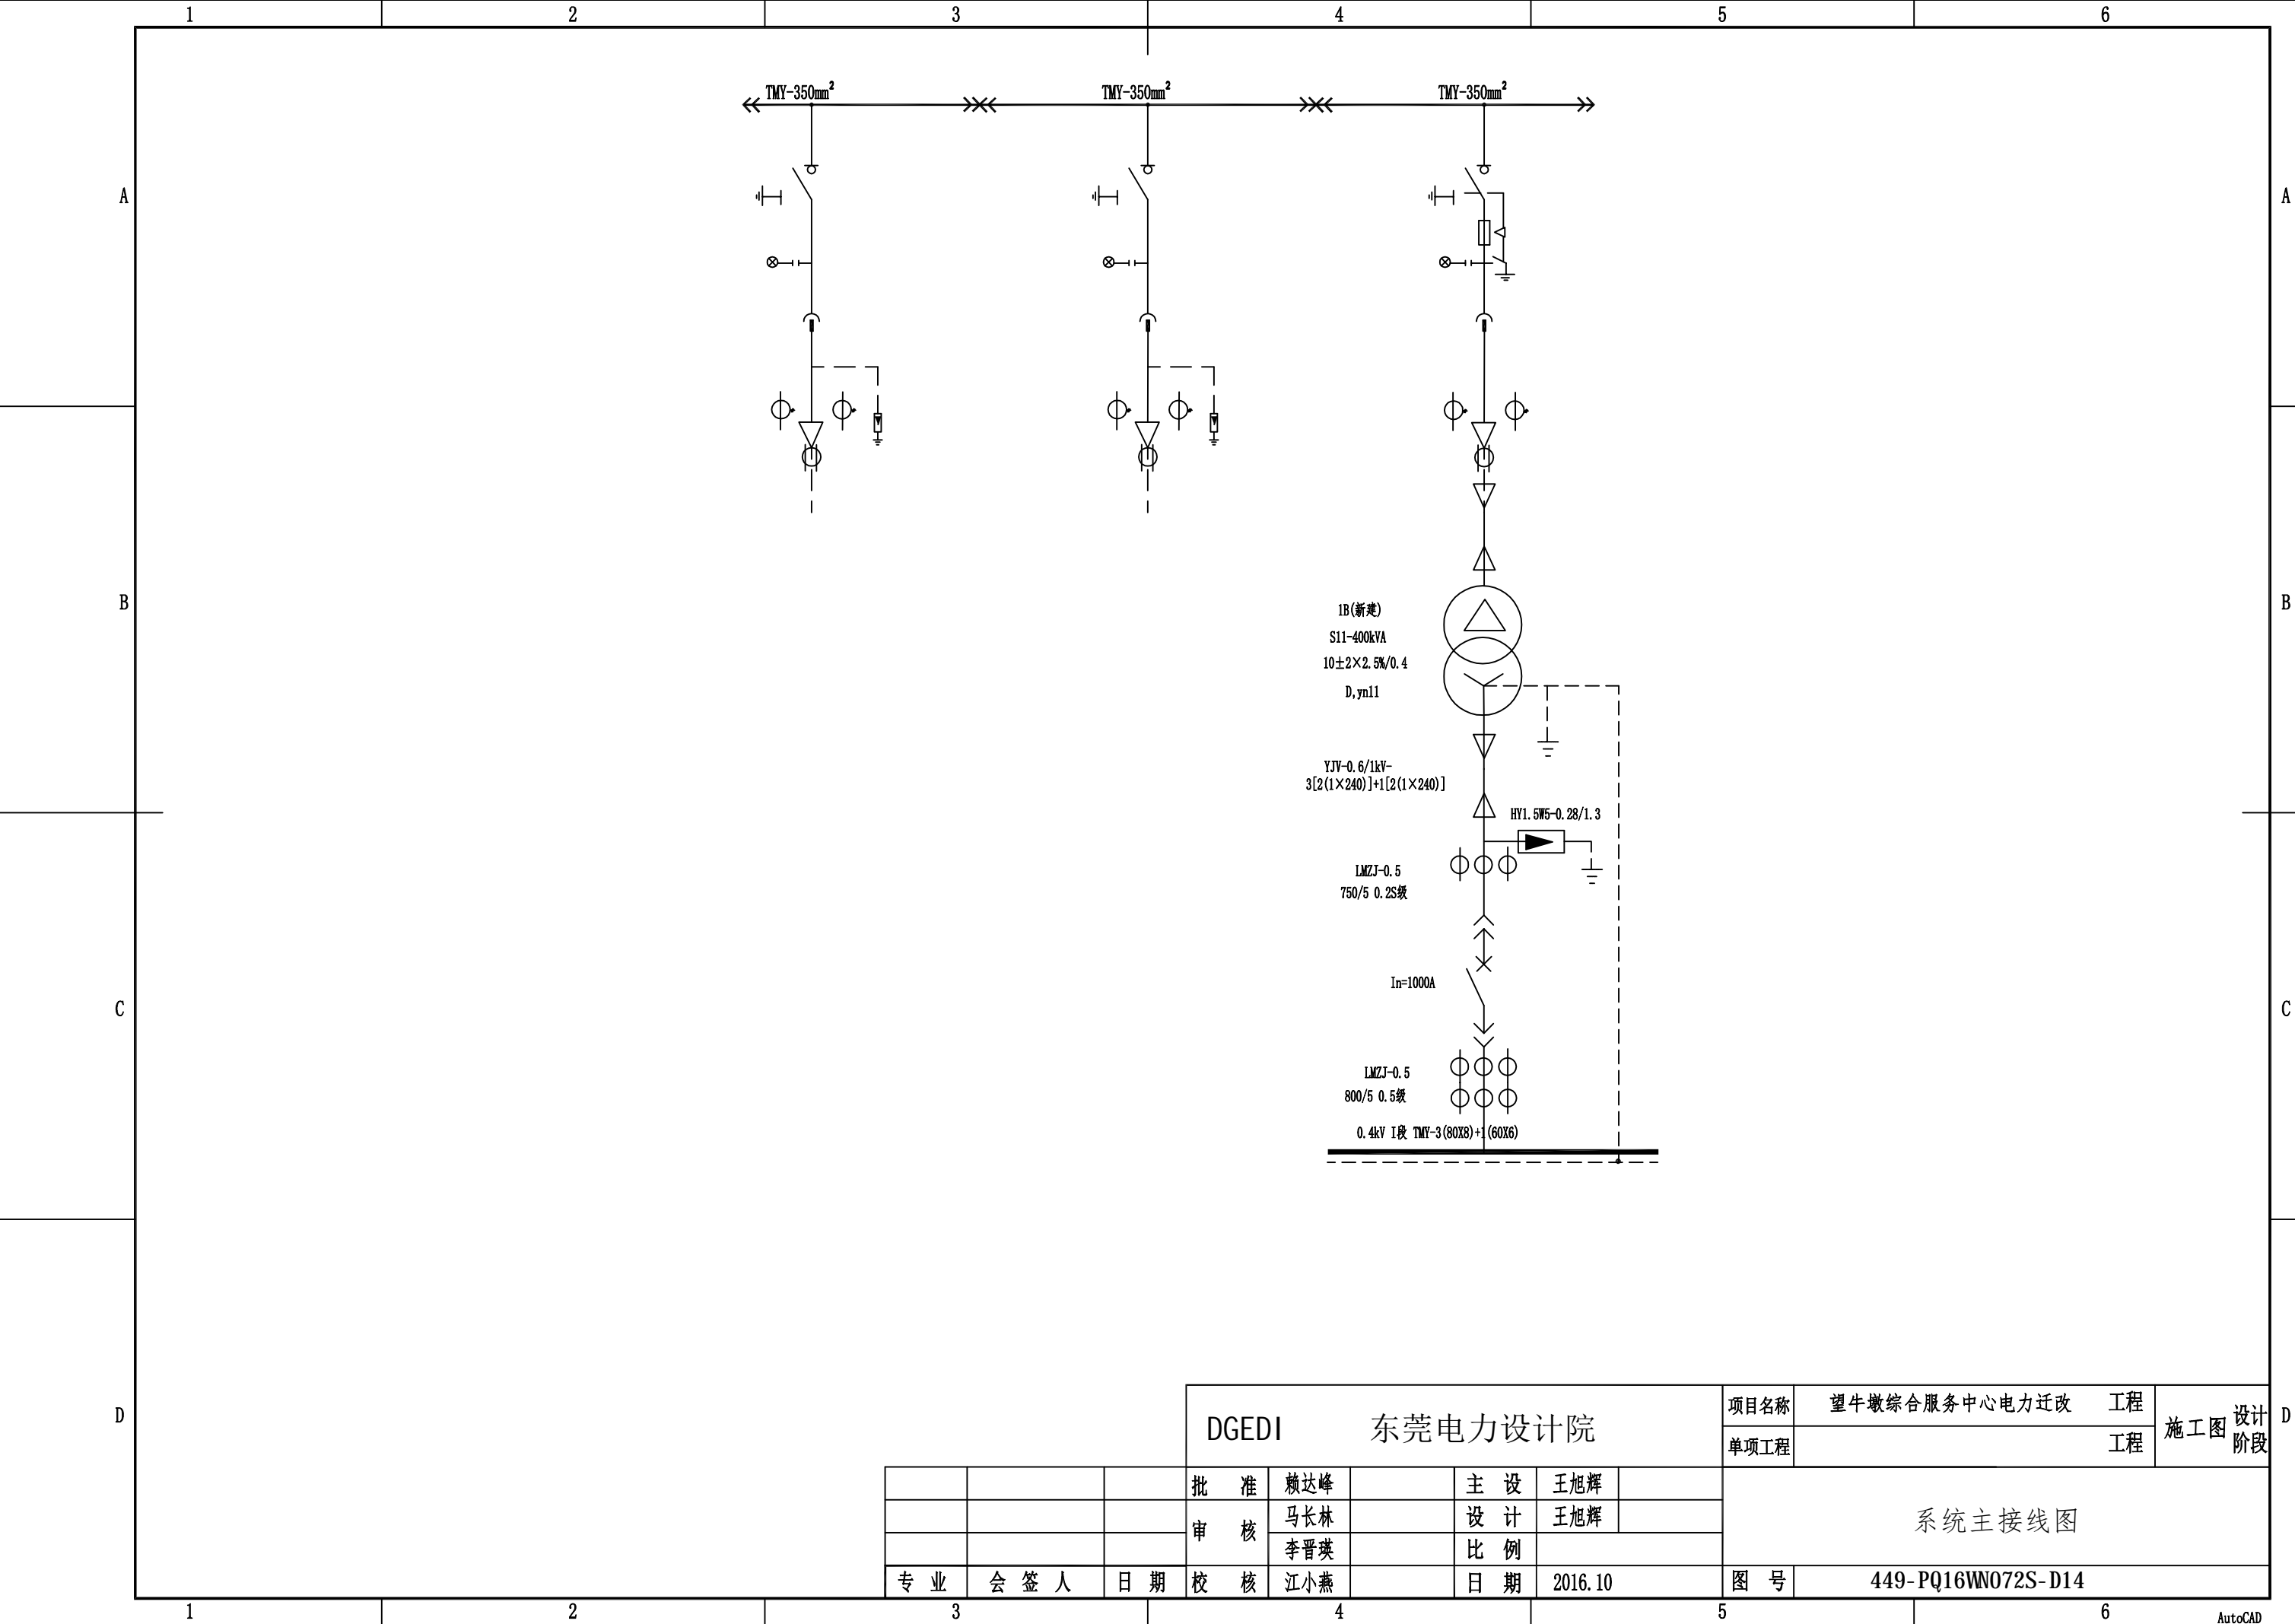 1 2 3 4 5 6
TMY-350mm² TMY-350mm² TMY-350mm²
A A
B B
1B(新建)
S11-400kVA
10±2×2.5%/0.4
D,yn11
YJV-0.6/1kV-
3[2(1×240)]+1[2(1×240)]
HY1.5W5-0.28/1.3
LMZJ-0.5
750/5 0.2S级
In=1000A
C C
LMZJ-0.5
800/5 0.5级
0.4kV I段 TMY-3(80X8)+1(60X6)
D D
DGEDI 东莞电力设计院
项目名称 望牛墩综合服务中心电力迁改 工程
单项工程 工程
施工图 设计
阶段
批 准 赖达峰 主 设 王旭辉
审 核 马长林 设 计 王旭辉
李晋瑛 比 例
系统主接线图
专 业 会 签 人 日 期 校 核 江小燕 日 期 2016.10 图 号 449-PQ16WN072S-D14
1 2 3 4 5 6
AutoCAD